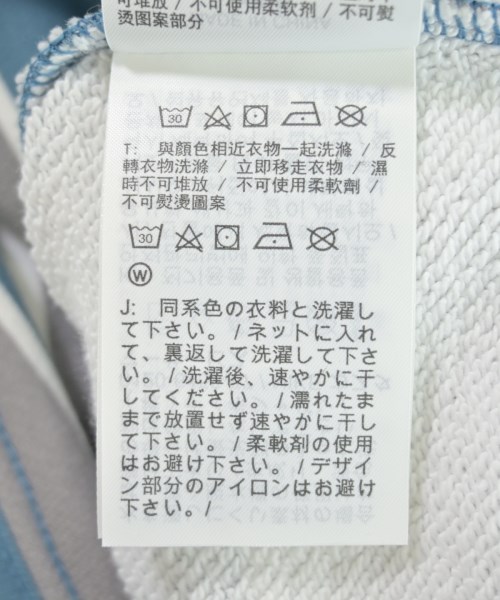 可堆放 / 不可使用柔软剂 / 不可熨
烫图案部分
30
T: 與顏色相近衣物一起洗滌 / 反
轉衣物洗滌 / 立即移走衣物 / 濕
時不可堆放 / 不可使用柔軟劑 /
不可熨燙圖案
30
W
J: 同系色の衣料と洗濯し
て下さい。/ ネットに入れ
て、裏返して洗濯して下さ
い。/ 洗濯後、速やかに干
してください。/ 濡れたま
まで放置せず速やかに干し
て下さい。/ 柔軟剤の使用
はお避け下さい。/ デザイ
ン部分のアイロンはお避け
下さい。/